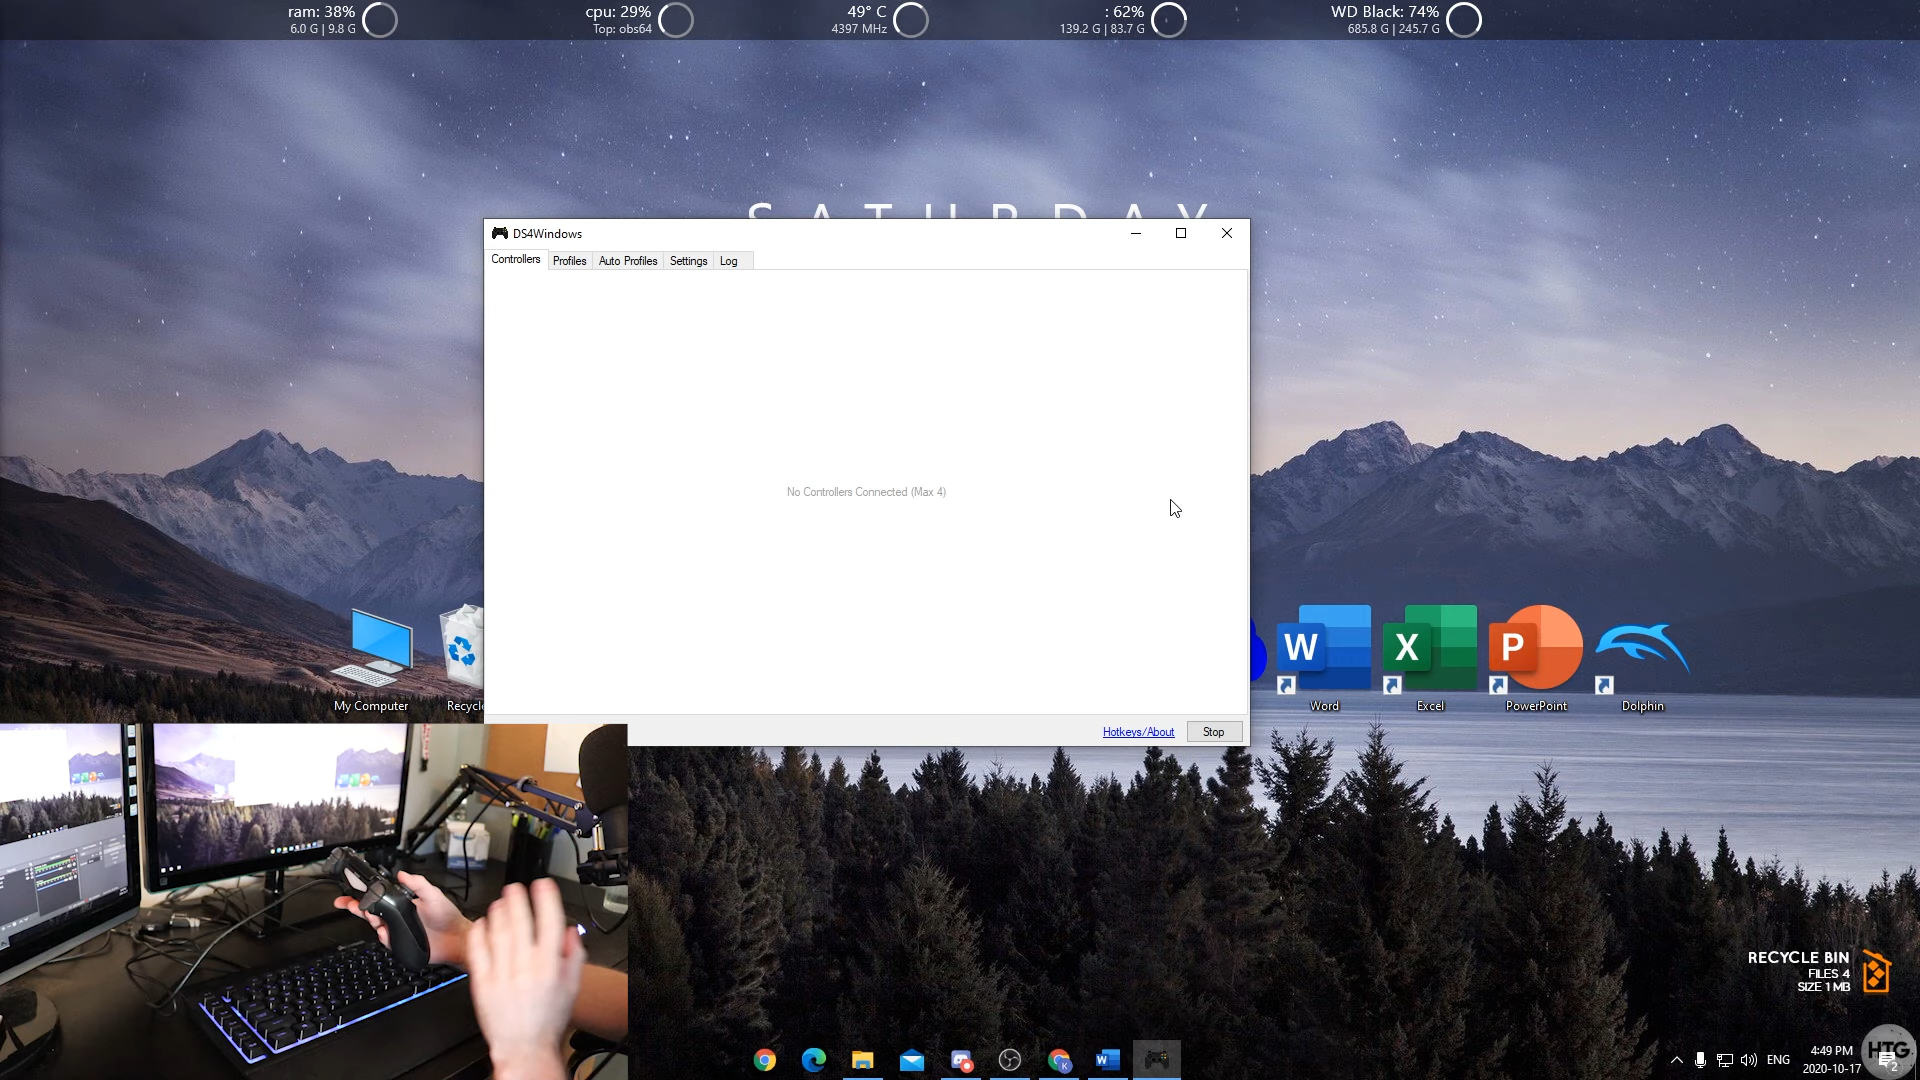 ram: 38%
6.0 G | 9.8 G
cpu: 29%
Top: obs64
49° C
4397 MHz
: 62%
139.2 G | 83.7 G
WD Black: 74%
685.8 G | 245.7 G
SATURDAY
DS4Windows
Controllers
Profiles
Auto Profiles
Settings
Log
No Controllers Connected (Max 4)
Hotkeys/About
Stop
My Computer
W
X
P
Word
Excel
PowerPoint
Dolphin
RECYCLE BIN
FILES 4
SIZE 1 MB
K
ENG
4:49 PM
2020-10-17
HTG
2